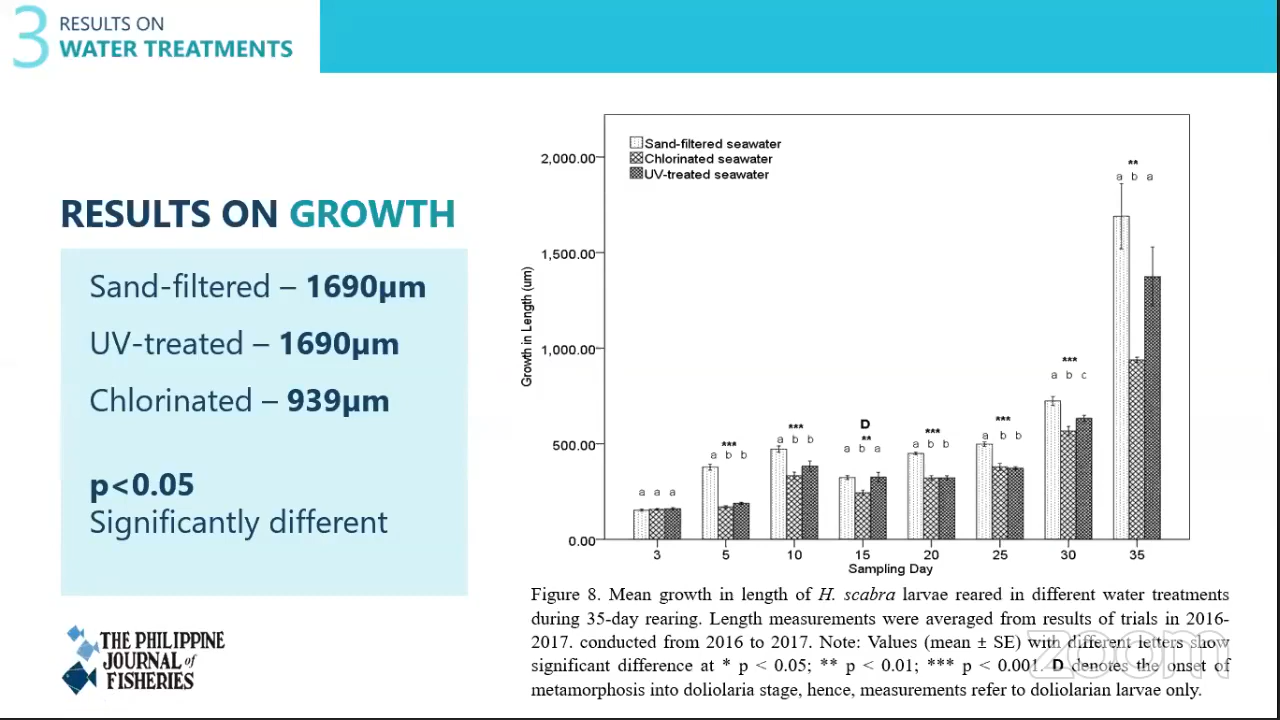 3
RESULTS ON
WATER TREATMENTS
RESULTS ON GROWTH
Sand-filtered – 1690µm
UV-treated – 1690µm
Chlorinated – 939µm
p<0.05
Significantly different
THE PHILIPPINE
JOURNAL of
FISHERIES
Sand-filtered seawater
Chlorinated seawater
UV-treated seawater
Growth in Length (um)
2,000.00
1,500.00
1,000.00
500.00
0.00
a a a
***
a b b
***
a b b
D
**
a b a
***
a b b
***
a b b
***
a b c
**
a b a
3 5 10 15 20 25 30 35
Sampling Day
Figure 8. Mean growth in length of H. scabra larvae reared in different water treatments
during 35-day rearing. Length measurements were averaged from results of trials in 2016-
2017. conducted from 2016 to 2017. Note: Values (mean ± SE) with different letters show
significant difference at * p < 0.05; ** p < 0.01; *** p < 0.001. D denotes the onset of
metamorphosis into doliolaria stage, hence, measurements refer to doliolarian larvae only.
zoom